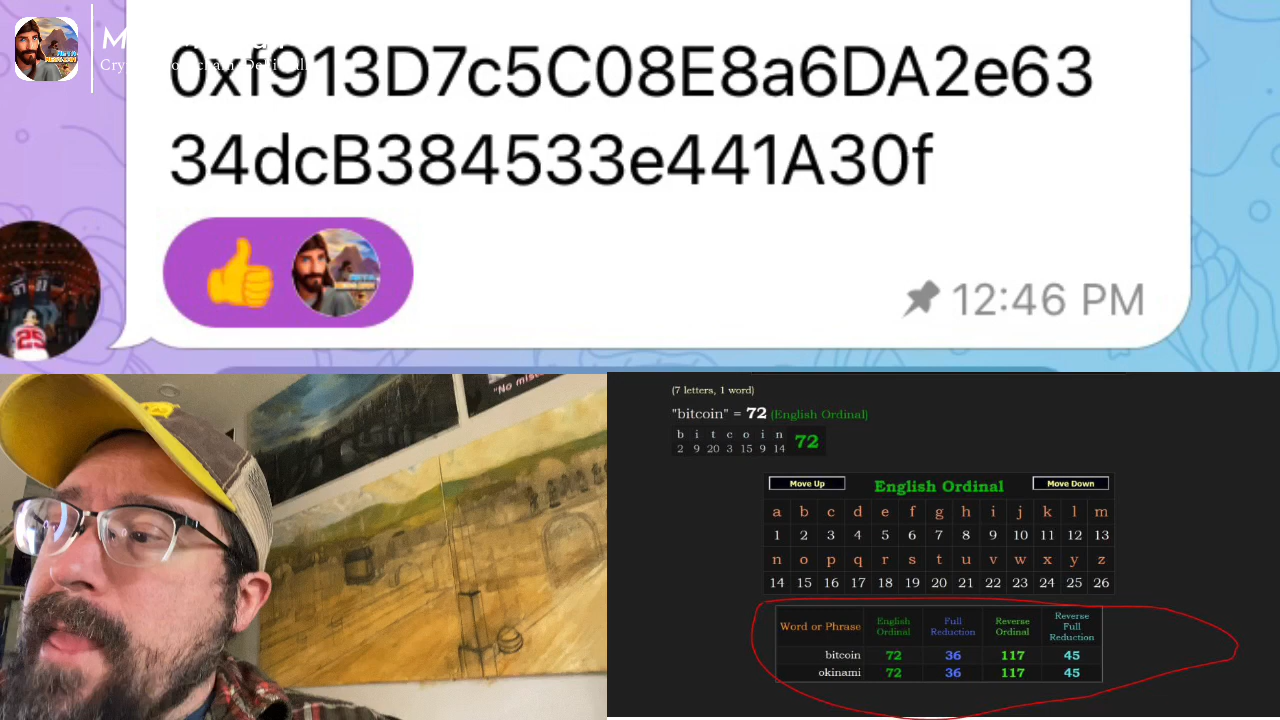 0xf913D7c5C08E8a6DA2e63
34dcB384533e441A30f
12:46 PM
"No
(7 letters, 1 word)
"bitcoin" = 72 (English Ordinal)
b i t c o i n 72
2 9 20 3 15 9 14
Move Up English Ordinal Move Down
a b c d e f g h i j k l m
1 2 3 4 5 6 7 8 9 10 11 12 13
n o p q r s t u v w x y z
14 15 16 17 18 19 20 21 22 23 24 25 26
Word or Phrase English Ordinal Full Reduction Reverse Ordinal Reverse Full Reduction
bitcoin 72 36 117 45
okinami 72 36 117 45